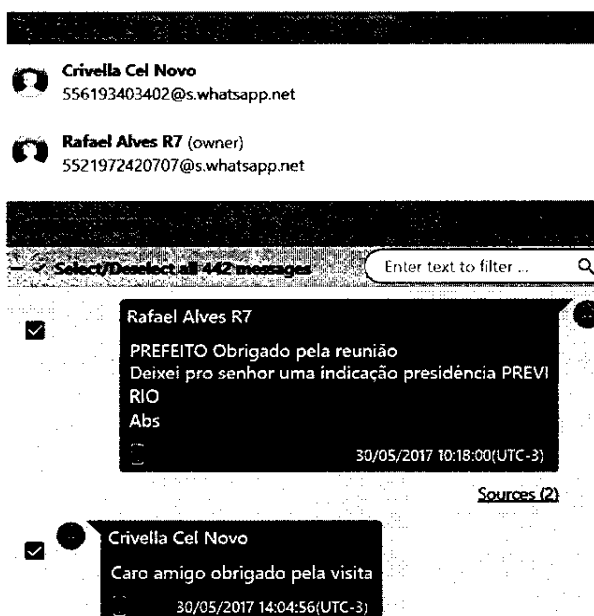 Crivella Cel Novo
556193403402@s.whatsapp.net
Rafael Alves R7 (owner)
5521972420707@s.whatsapp.net
Select/Deselect all 442 messages
Enter text to filter ...
Rafael Alves R7
PREFEITO Obrigado pela reunião
Deixei pro senhor uma indicação presidência PREVI
RIO
Abs
30/05/2017 10:18:00(UTC-3)
Sources (2)
Crivella Cel Novo
Caro amigo obrigado pela visita
30/05/2017 14:04:56(UTC-3)